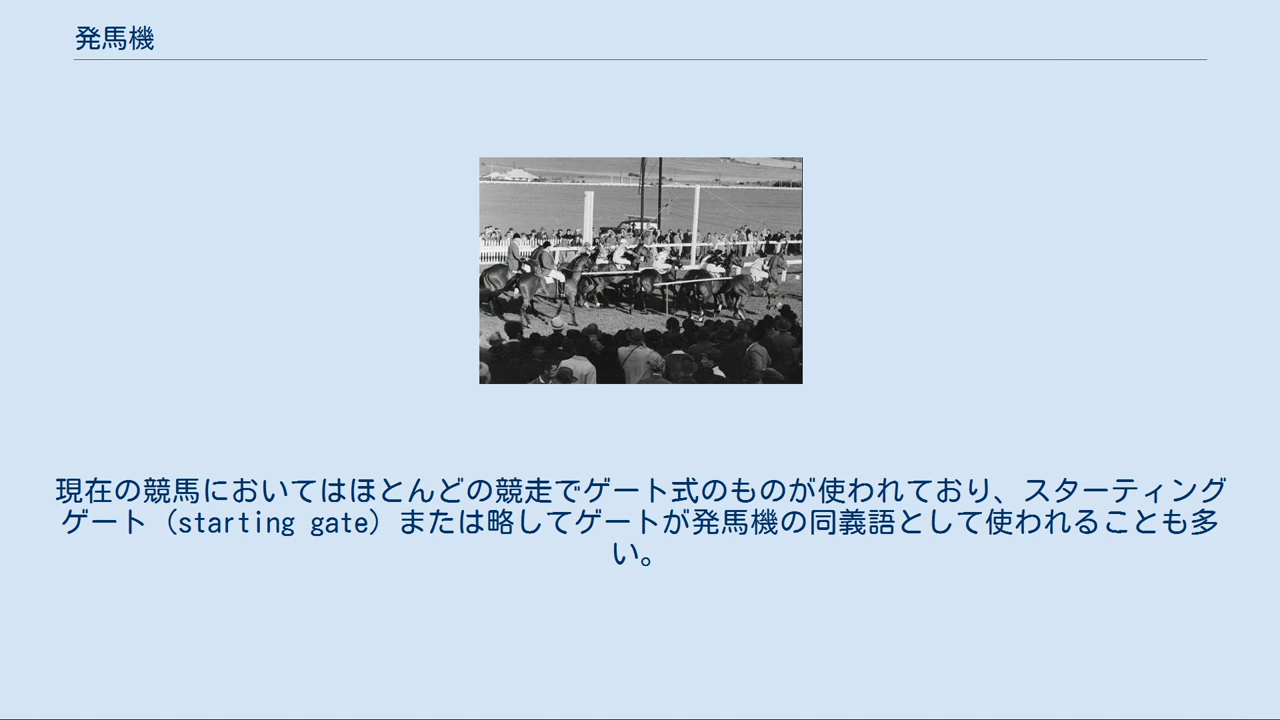 発馬機
現在の競馬においてはほとんどの競走でゲート式のものが使われており、スターティング
ゲート（starting gate）または略してゲートが発馬機の同義語として使われることも多
い。